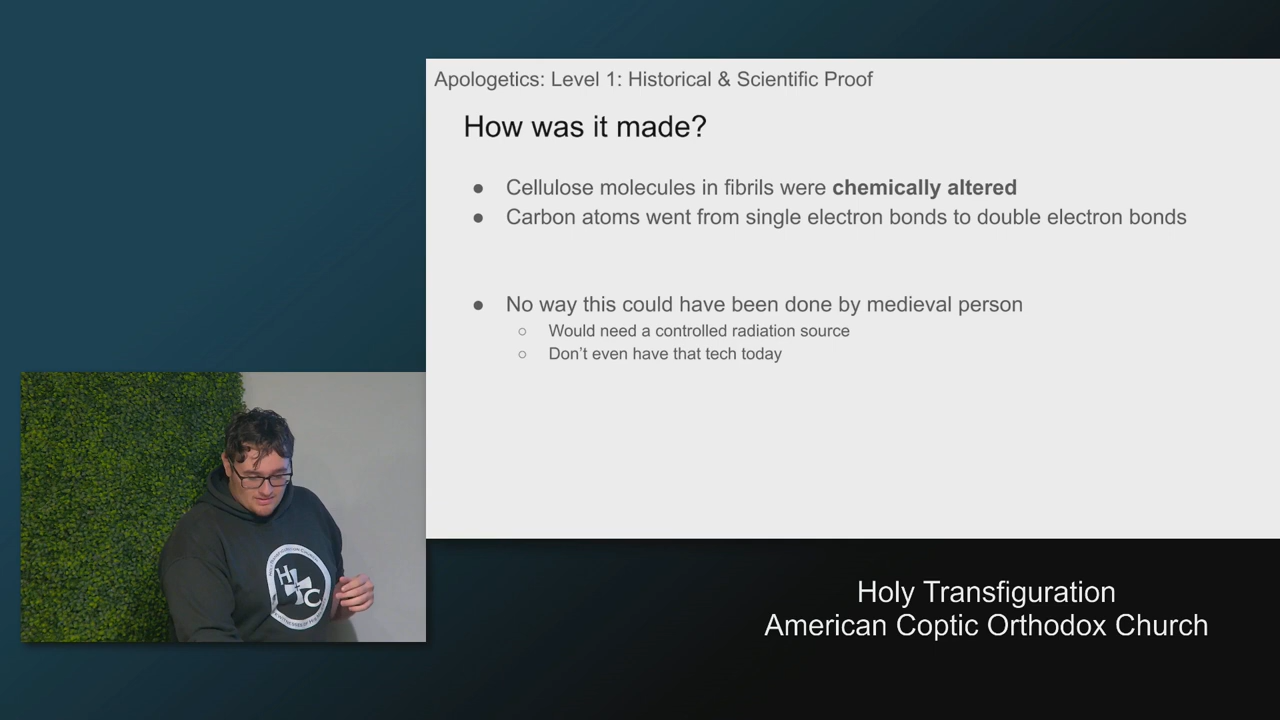 Apologetics: Level 1: Historical & Scientific Proof
How was it made?
● Cellulose molecules in fibrils were chemically altered
● Carbon atoms went from single electron bonds to double electron bonds
● No way this could have been done by medieval person
○ Would need a controlled radiation source
○ Don't even have that tech today
H
C
Holy Transfiguration
American Coptic Orthodox Church